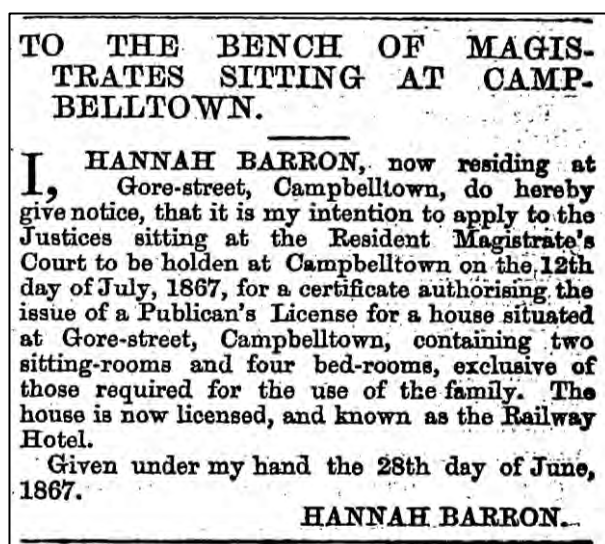 TO THE BENCH OF MAGIS-
TRATES SITTING AT CAMP-
BELLTOWN.
I, HANNAH BARRON, now residing at
Gore-street, Campbelltown, do hereby
give notice, that it is my intention to apply to the
Justices sitting at the Resident Magistrate's
Court to be holden at Campbelltown on the 12th
day of July, 1867, for a certificate authorising the
issue of a Publican's License for a house situated
at Gore-street, Campbelltown, containing two
sitting-rooms and four bed-rooms, exclusive of
those required for the use of the family. The
house is now licensed, and known as the Railway
Hotel.
Given under my hand the 28th day of June,
1867.
HANNAH BARRON.